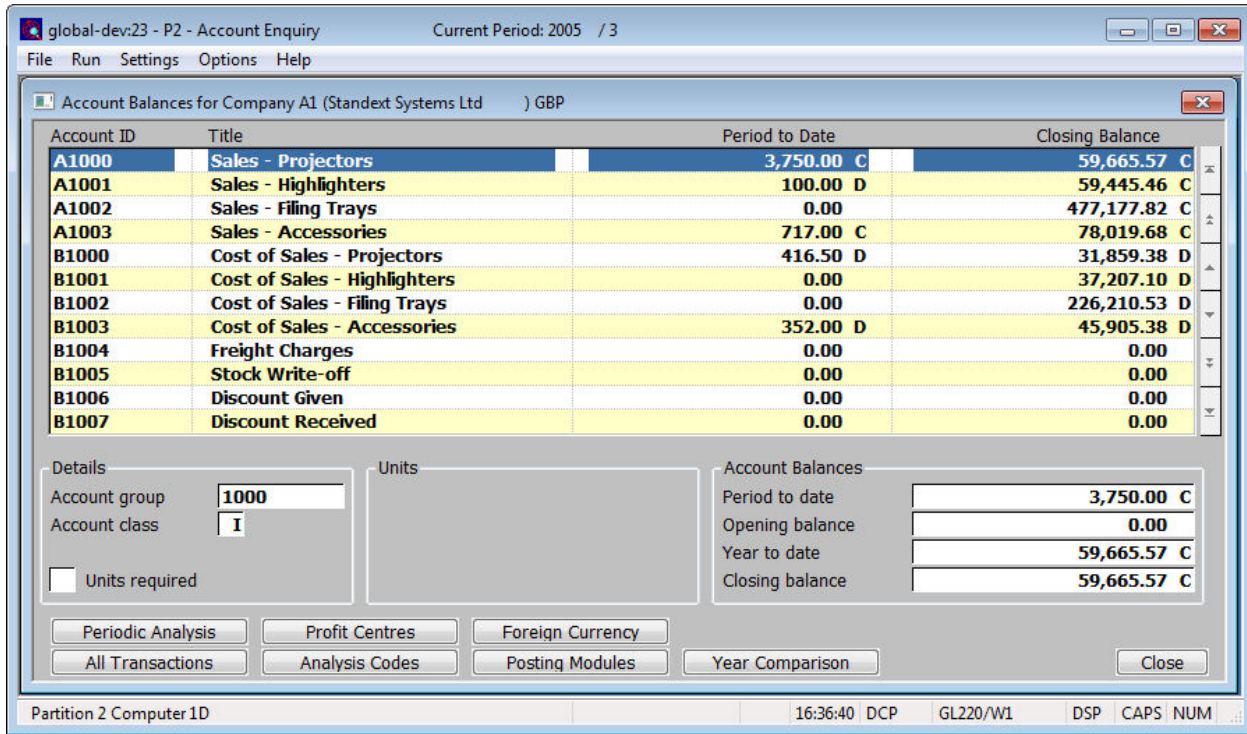 global-dev:23 - P2 - Account Enquiry Current Period: 2005 / 3
File Run Settings Options Help
Account Balances for Company A1 (Standext Systems Ltd ) GBP
Account ID Title Period to Date Closing Balance
A1000 Sales - Projectors 3,750.00 C 59,665.57 C
A1001 Sales - Highlighters 100.00 D 59,445.46 C
A1002 Sales - Filing Trays 0.00 477,177.82 C
A1003 Sales - Accessories 717.00 C 78,019.68 C
B1000 Cost of Sales - Projectors 416.50 D 31,859.38 D
B1001 Cost of Sales - Highlighters 0.00 37,207.10 D
B1002 Cost of Sales - Filing Trays 0.00 226,210.53 D
B1003 Cost of Sales - Accessories 352.00 D 45,905.38 D
B1004 Freight Charges 0.00 0.00
B1005 Stock Write-off 0.00 0.00
B1006 Discount Given 0.00 0.00
B1007 Discount Received 0.00 0.00
Details Units Account Balances
Account group 1000 Period to date 3,750.00 C
Account class I Opening balance 0.00
Year to date 59,665.57 C
Units required Closing balance 59,665.57 C
Periodic Analysis Profit Centres Foreign Currency
All Transactions Analysis Codes Posting Modules Year Comparison Close
Partition 2 Computer 1D 16:36:40 DCP GL220/W1 DSP CAPS NUM